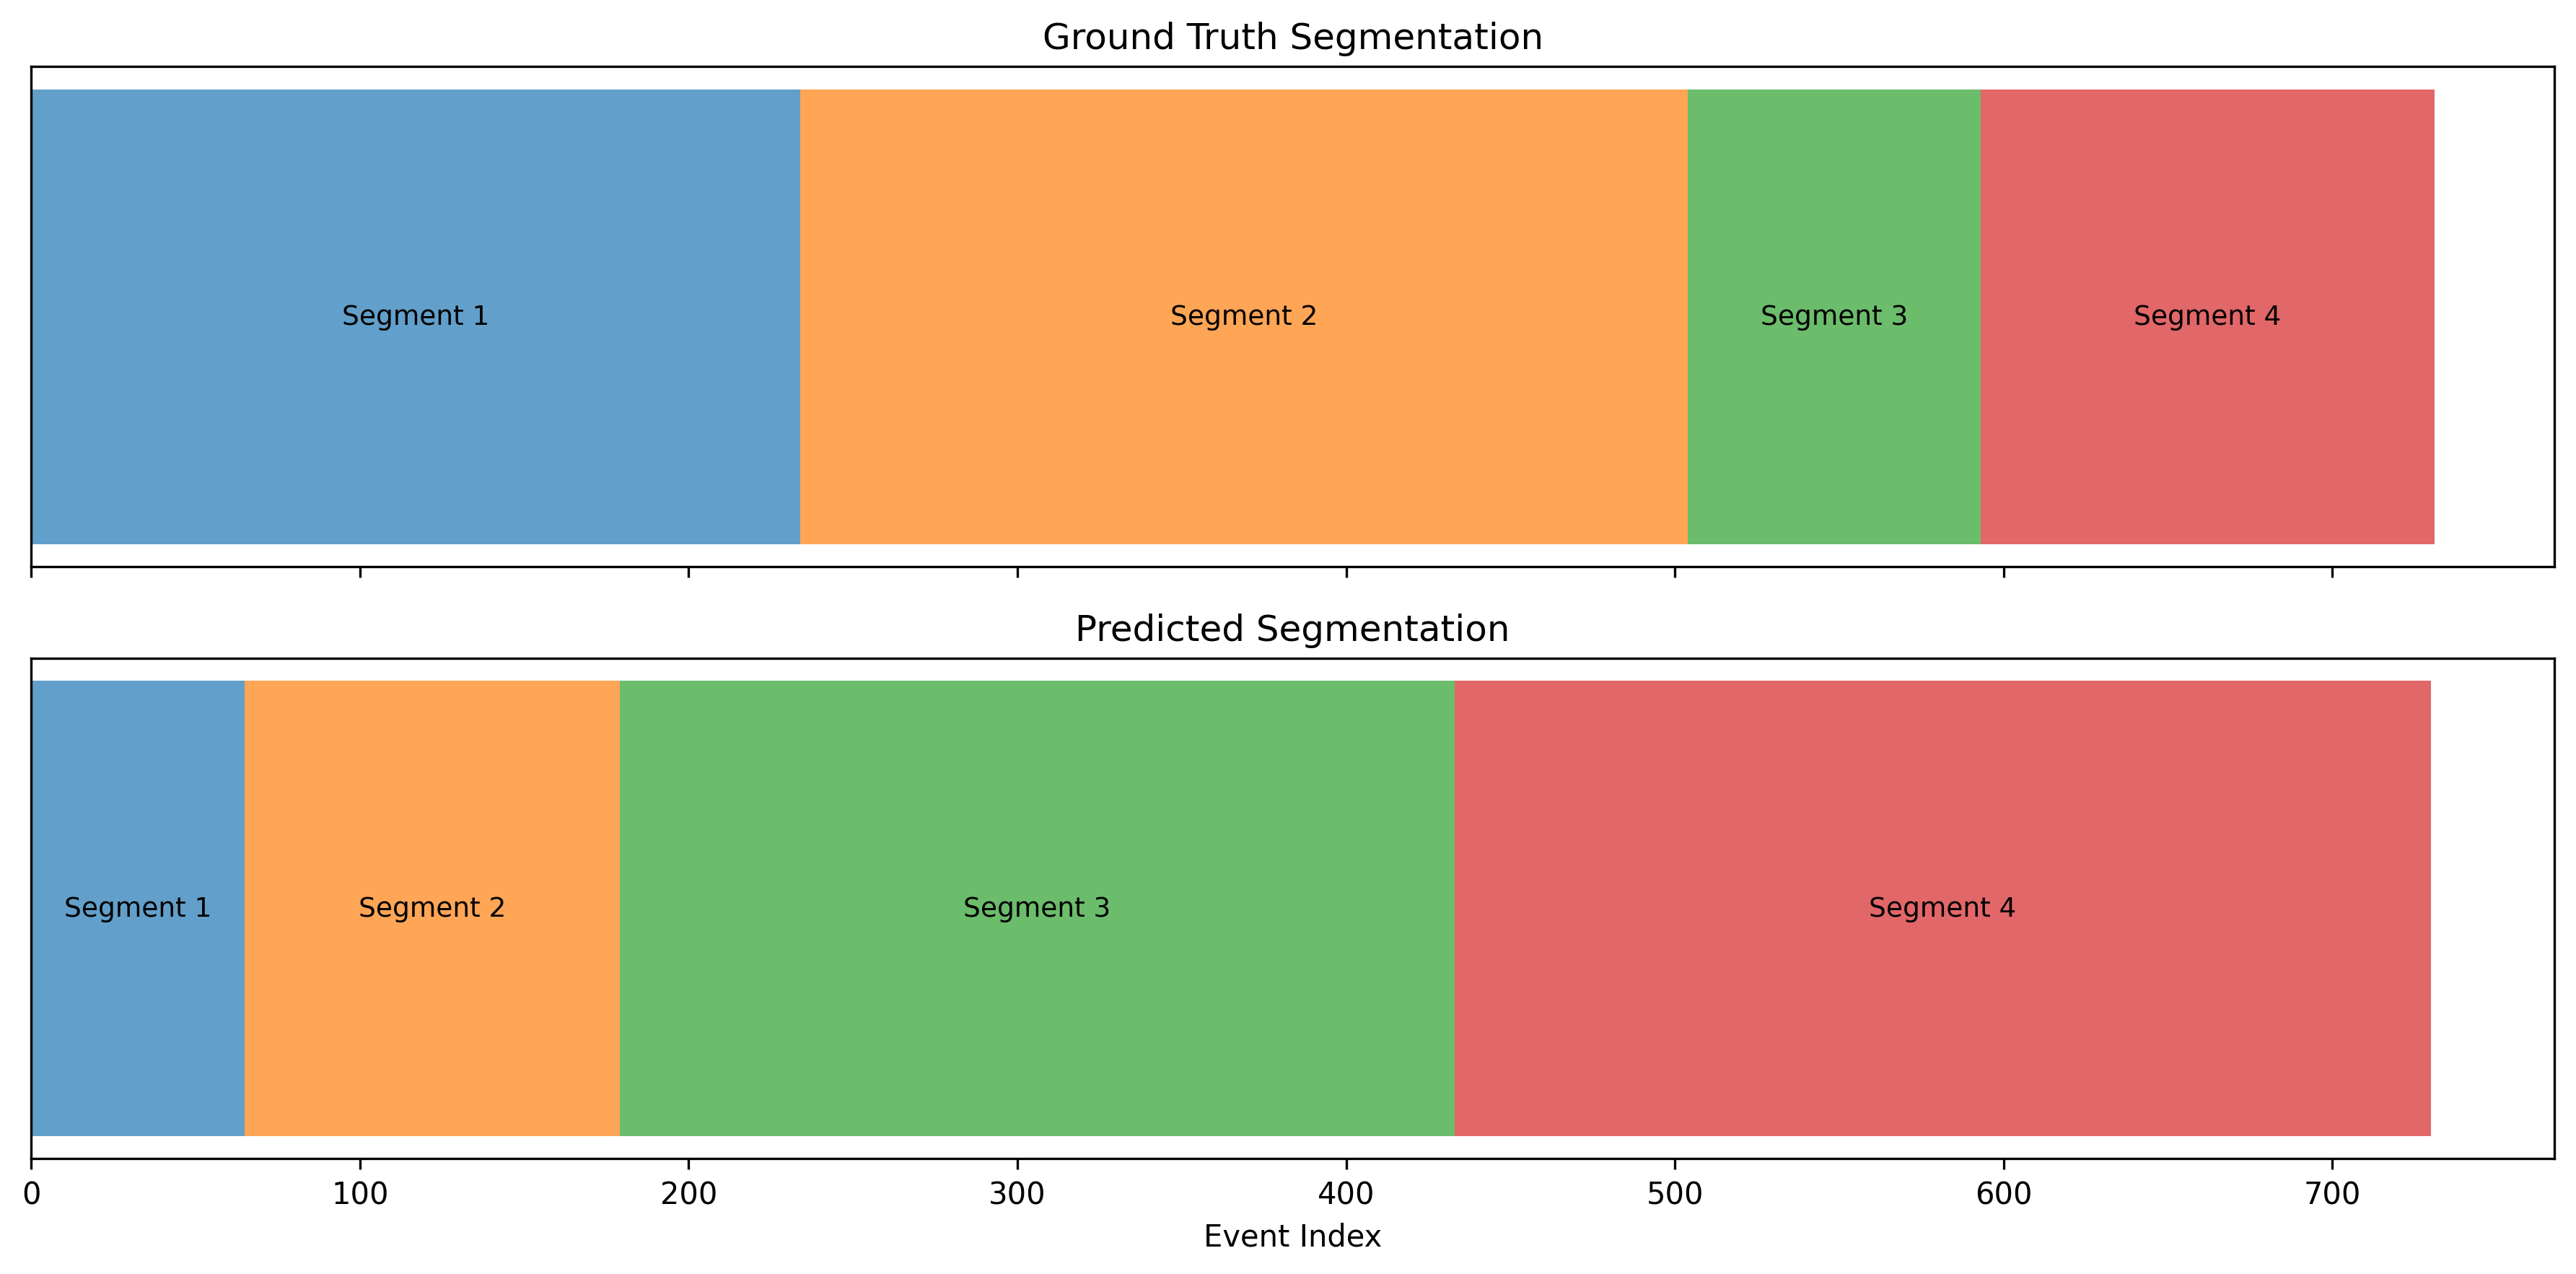 Ground Truth Segmentation
Segment 1 Segment 2 Segment 3 Segment 4
Predicted Segmentation
Segment 1 Segment 2 Segment 3 Segment 4
0 100 200 300 400 500 600 700
Event Index